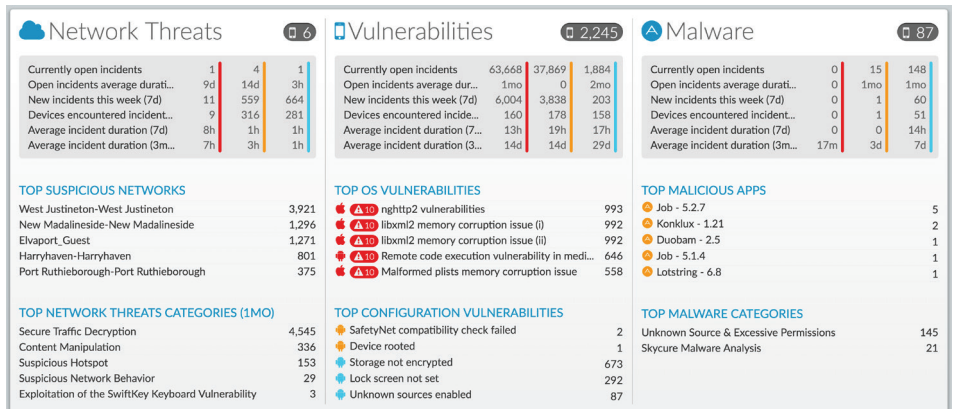 Network Threats
6
Currently open incidents 1 4 1
Open incidents average durati... 9d 14d 3h
New incidents this week (7d) 11 559 664
Devices encountered incident... 9 316 281
Average incident duration (7d) 8h 1h 1h
Average incident duration (3m... 7h 3h 1h
TOP SUSPICIOUS NETWORKS
West Justineton-West Justineton 3,921
New Madalineside-New Madalineside 1,296
Elvaport_Guest 1,271
Harryhaven-Harryhaven 801
Port Ruthieborough-Port Ruthieborough 375
TOP NETWORK THREATS CATEGORIES (1MO)
Secure Traffic Decryption 4,545
Content Manipulation 336
Suspicious Hotspot 153
Suspicious Network Behavior 29
Exploitation of the SwiftKey Keyboard Vulnerability 3
Vulnerabilities
2,245
Currently open incidents 63,668 37,869 1,884
Open incidents average dur... 1mo 0 2mo
New incidents this week (7d) 6,004 3,838 203
Devices encountered incide... 160 178 158
Average incident duration (7... 13h 19h 17h
Average incident duration (3... 14d 14d 29d
TOP OS VULNERABILITIES
10 nghttp2 vulnerabilities 993
10 libxml2 memory corruption issue (i) 992
10 libxml2 memory corruption issue (ii) 992
10 Remote code execution vulnerability in medi... 646
10 Malformed plists memory corruption issue 558
TOP CONFIGURATION VULNERABILITIES
SafetyNet compatibility check failed 2
Device rooted 1
Storage not encrypted 673
Lock screen not set 292
Unknown sources enabled 87
Malware
87
Currently open incidents 0 15 148
Open incidents average durati... 0 1mo 1mo
New incidents this week (7d) 0 1 60
Devices encountered incident... 0 1 51
Average incident duration (7d) 0 0 14h
Average incident duration (3m... 17m 3d 7d
TOP MALICIOUS APPS
Job - 5.2.7 5
Konklux - 1.21 2
Duobam - 2.5 1
Job - 5.1.4 1
Lotstring - 6.8 1
TOP MALWARE CATEGORIES
Unknown Source & Excessive Permissions 145
Skycure Malware Analysis 21